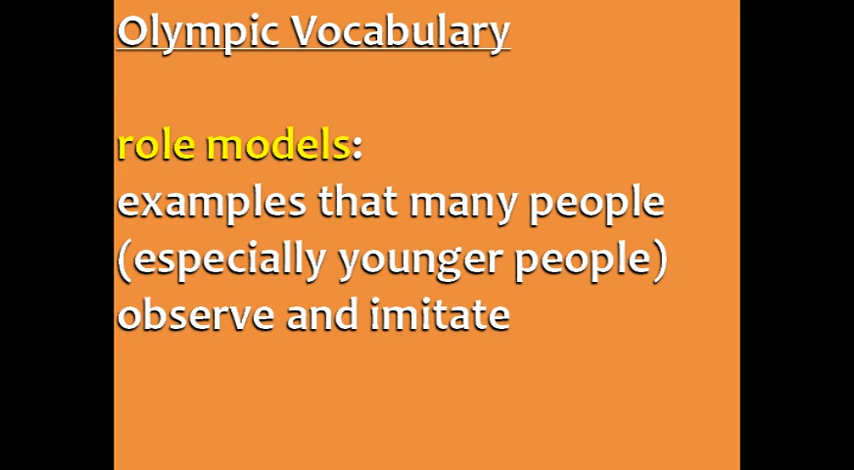 Olympic Vocabulary
role models:
examples that many people
(especially younger people)
observe and imitate